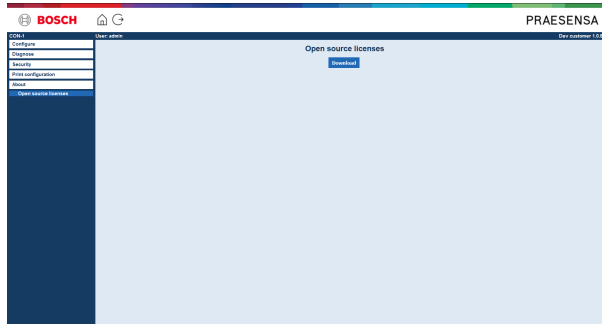 BOSCH
PRAESENSA
CON-1
User: admin
Dev customer 1.0.
Configure
Diagnose
Security
Print configuration
About
Open source licenses
Open source licenses
Download